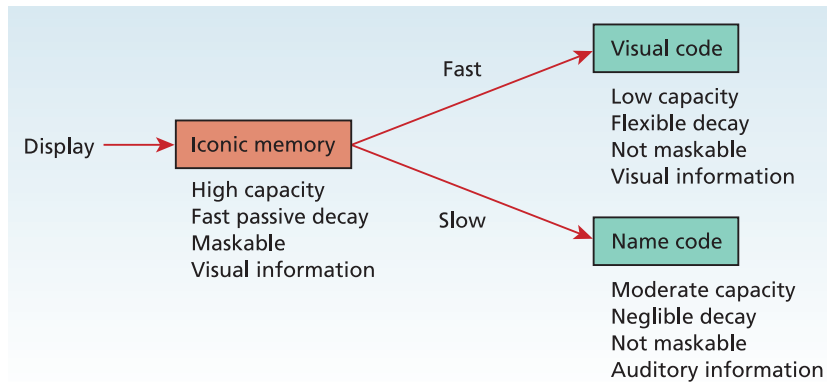 Display
Iconic memory
High capacity
Fast passive decay
Maskable
Visual information
Fast
Slow
Visual code
Low capacity
Flexible decay
Not maskable
Visual information
Name code
Moderate capacity
Neglible decay
Not maskable
Auditory information